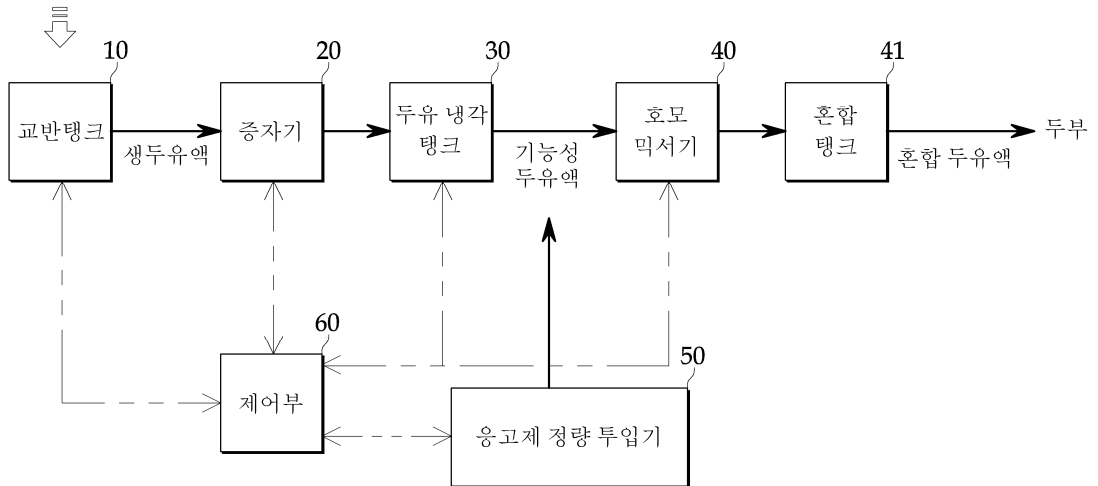 10
20
30
40
41
교반탱크
생두유액
증자기
두유 냉각
탱크
기능성
두유액
호모
믹서기
혼합
탱크
혼합 두유액
두부
60
제어부
50
응고제 정량 투입기